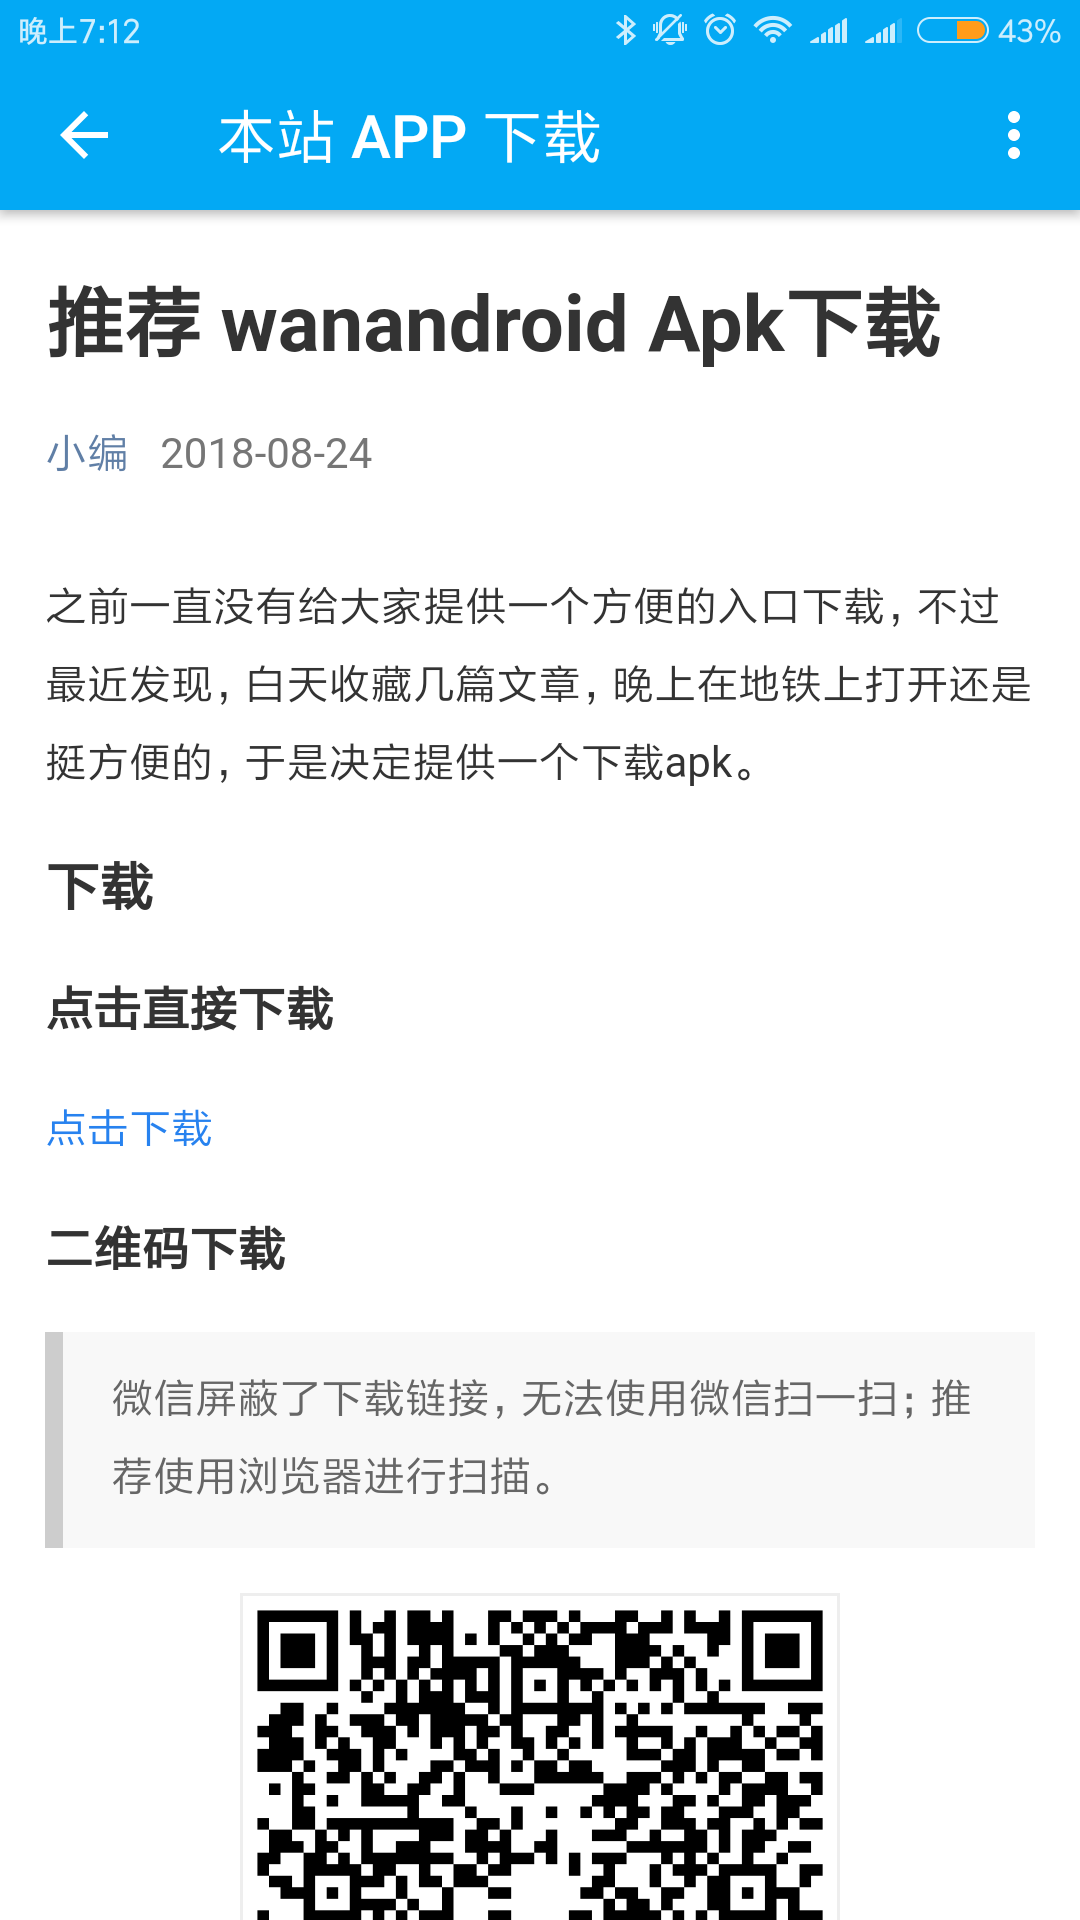 晚上7:12
43%
本站 APP 下载
推荐 wanandroid Apk下载
小编 2018-08-24
之前一直没有给大家提供一个方便的入口下载，不过
最近发现，白天收藏几篇文章，晚上在地铁上打开还是
挺方便的，于是决定提供一个下载apk。
下载
点击直接下载
点击下载
二维码下载
微信屏蔽了下载链接，无法使用微信扫一扫；推
荐使用浏览器进行扫描。